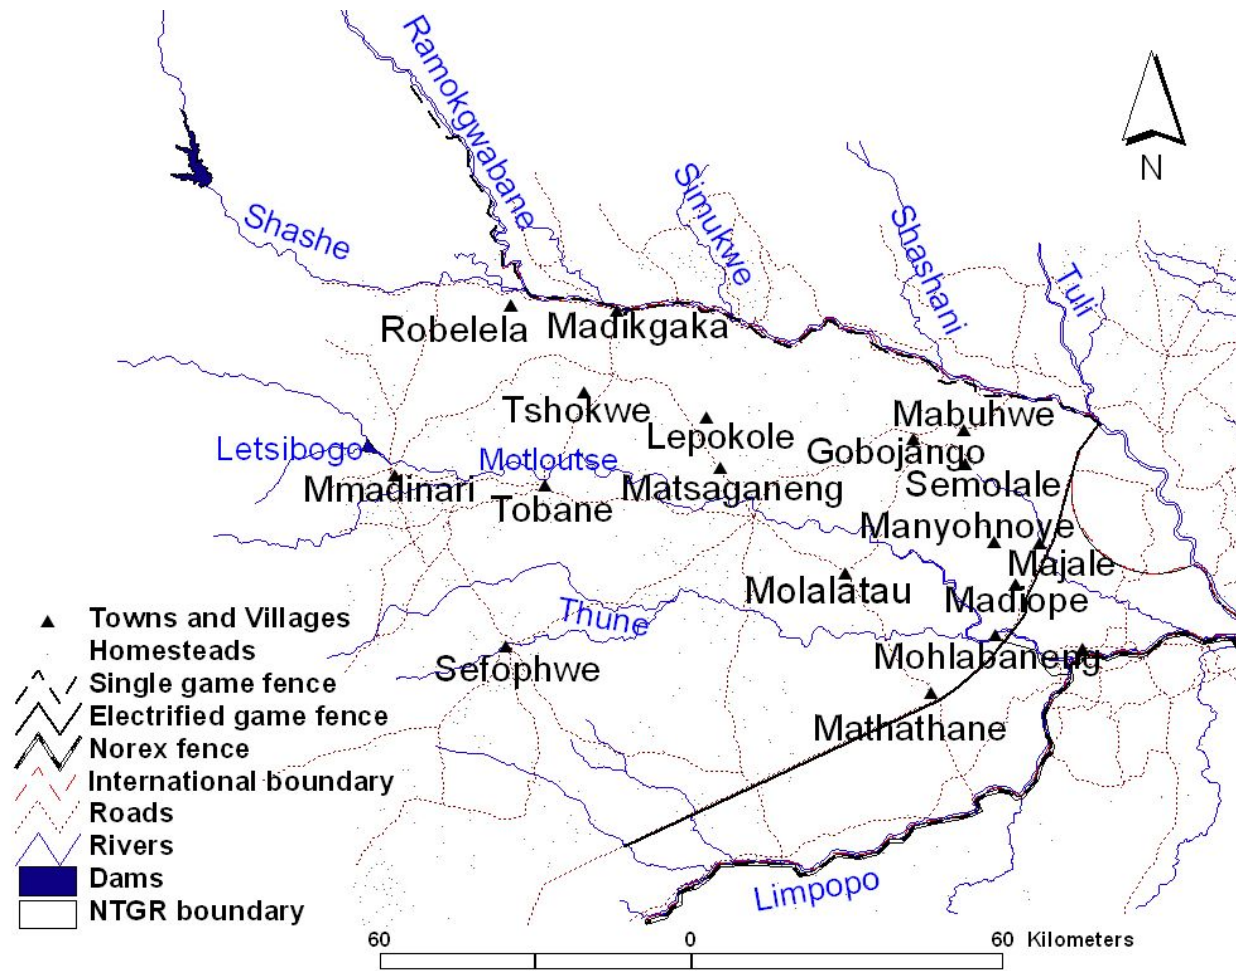 Ramokgwabane
Simukwe
Shashani
Tuli
N
Shashe
Robelela
Madikgaka
Tshokwe
Lepokole
Mabuhwe
Gobojango
Letsibogo
Motloutse
Mmadinari
Matsaganeng
Semolale
Tobane
Manyohnove
Majale
Molalatau
Madiope
Thune
Mohlabaneng
Sefophwe
Mathathane
Limpopo
Towns and Villages
Homesteads
Single game fence
Electrified game fence
Norex fence
International boundary
Roads
Rivers
Dams
NTGR boundary
60 0 60 Kilometers